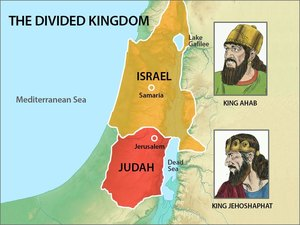 THE DIVIDED KINGDOM
Lake
Galilee
ISRAEL
Samaria
KING AHAB
Mediterranean Sea
Jerusalem
JUDAH
Dead
Sea
KING JEHOSHAPHAT